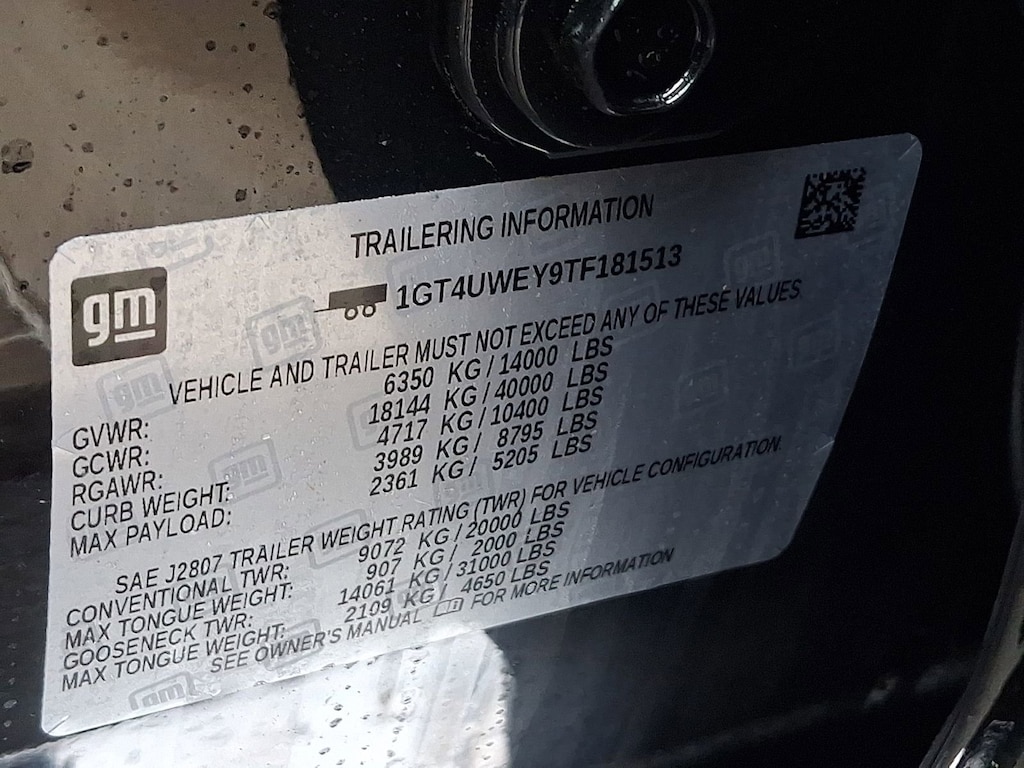 TRAILERING INFORMATION
gm
1GT4UWEY9TF181513
VEHICLE AND TRAILER MUST NOT EXCEED ANY OF THESE VALUES.
GVWR: 6350 KG / 14000 LBS
GCWR: 18144 KG / 40000 LBS
RGAWR: 4717 KG / 10400 LBS
CURB WEIGHT: 3989 KG / 8795 LBS
MAX PAYLOAD: 2361 KG / 5205 LBS
SAE J2807 TRAILER WEIGHT RATING (TWR) FOR VEHICLE CONFIGURATION.
CONVENTIONAL TWR: 9072 KG / 20000 LBS
MAX TONGUE WEIGHT: 907 KG / 2000 LBS
GOOSENECK TWR: 14061 KG / 31000 LBS
MAX TONGUE WEIGHT: 2109 KG / 4650 LBS
SEE OWNER'S MANUAL FOR MORE INFORMATION